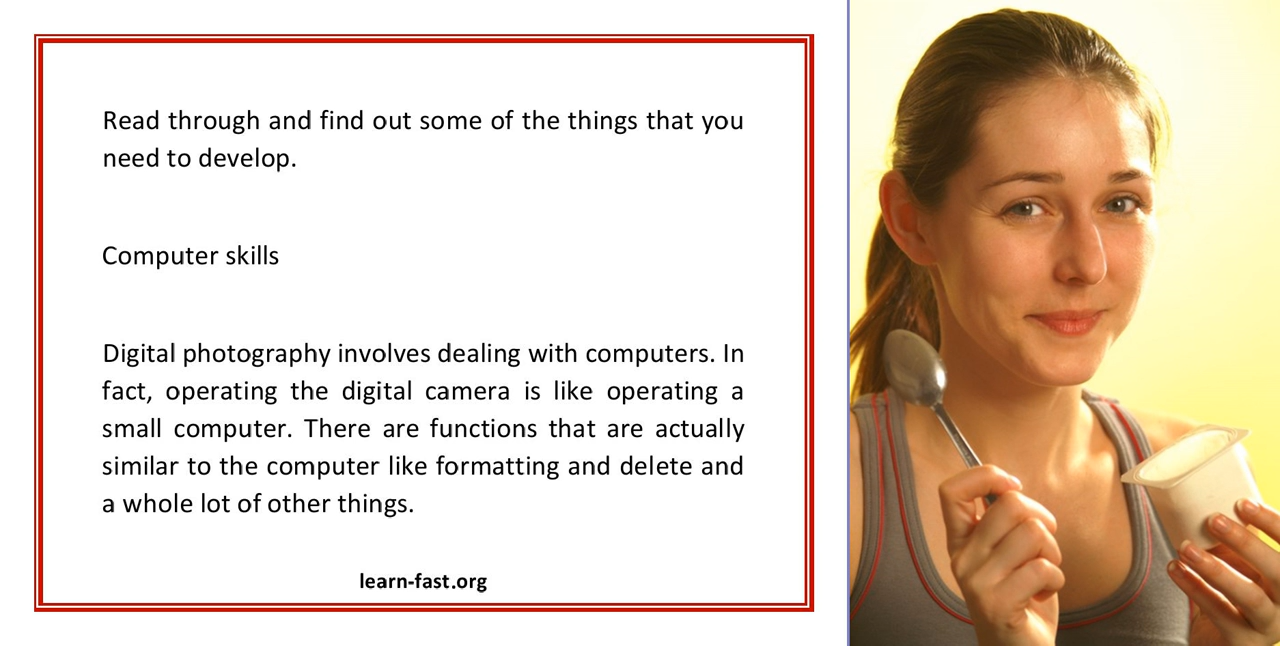 Read through and find out some of the things that you
need to develop.
Computer skills
Digital photography involves dealing with computers. In
fact, operating the digital camera is like operating a
small computer. There are functions that are actually
similar to the computer like formatting and delete and
a whole lot of other things.
learn-fast.org